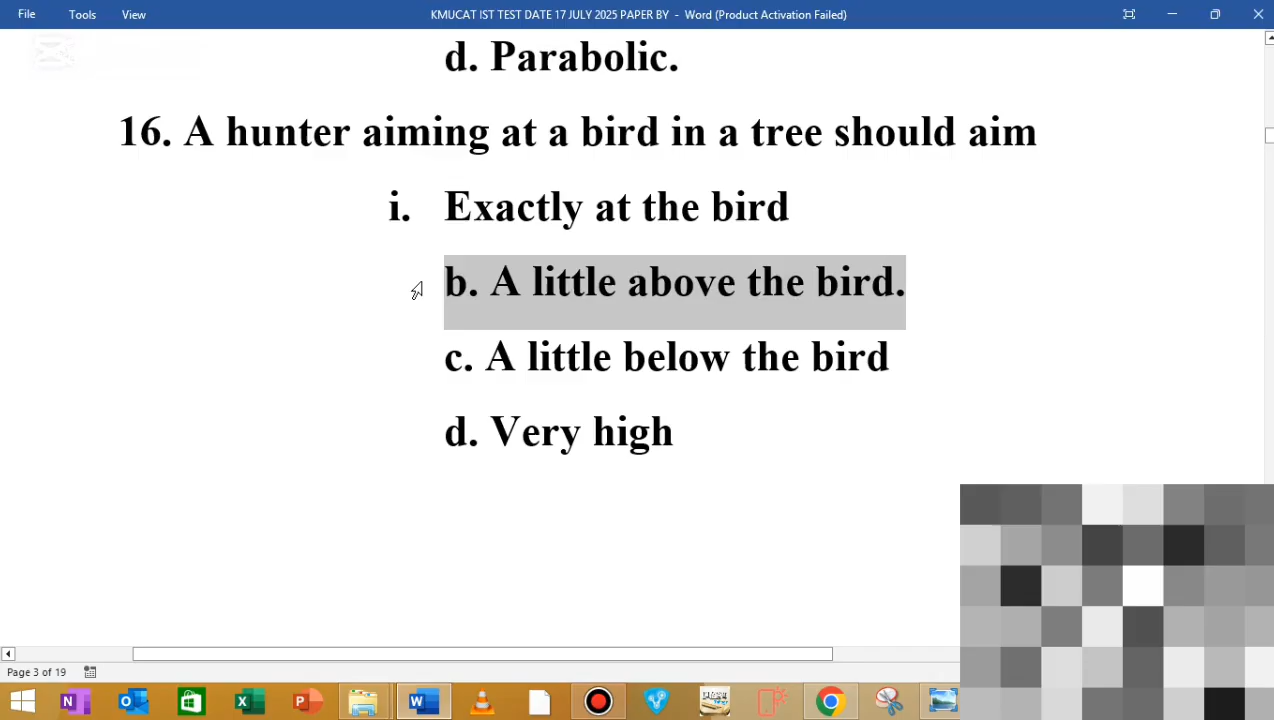 File Tools View KMUCAT IST TEST DATE 17 JULY 2025 PAPER BY - Word (Product Activation Failed)
d. Parabolic.
16. A hunter aiming at a bird in a tree should aim
i. Exactly at the bird
b. A little above the bird.
c. A little below the bird
d. Very high
Page 3 of 19